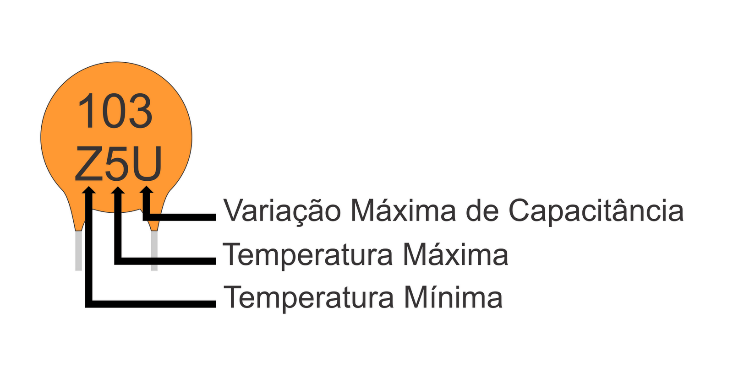 103
Z5U
Variação Máxima de Capacitância
Temperatura Máxima
Temperatura Mínima